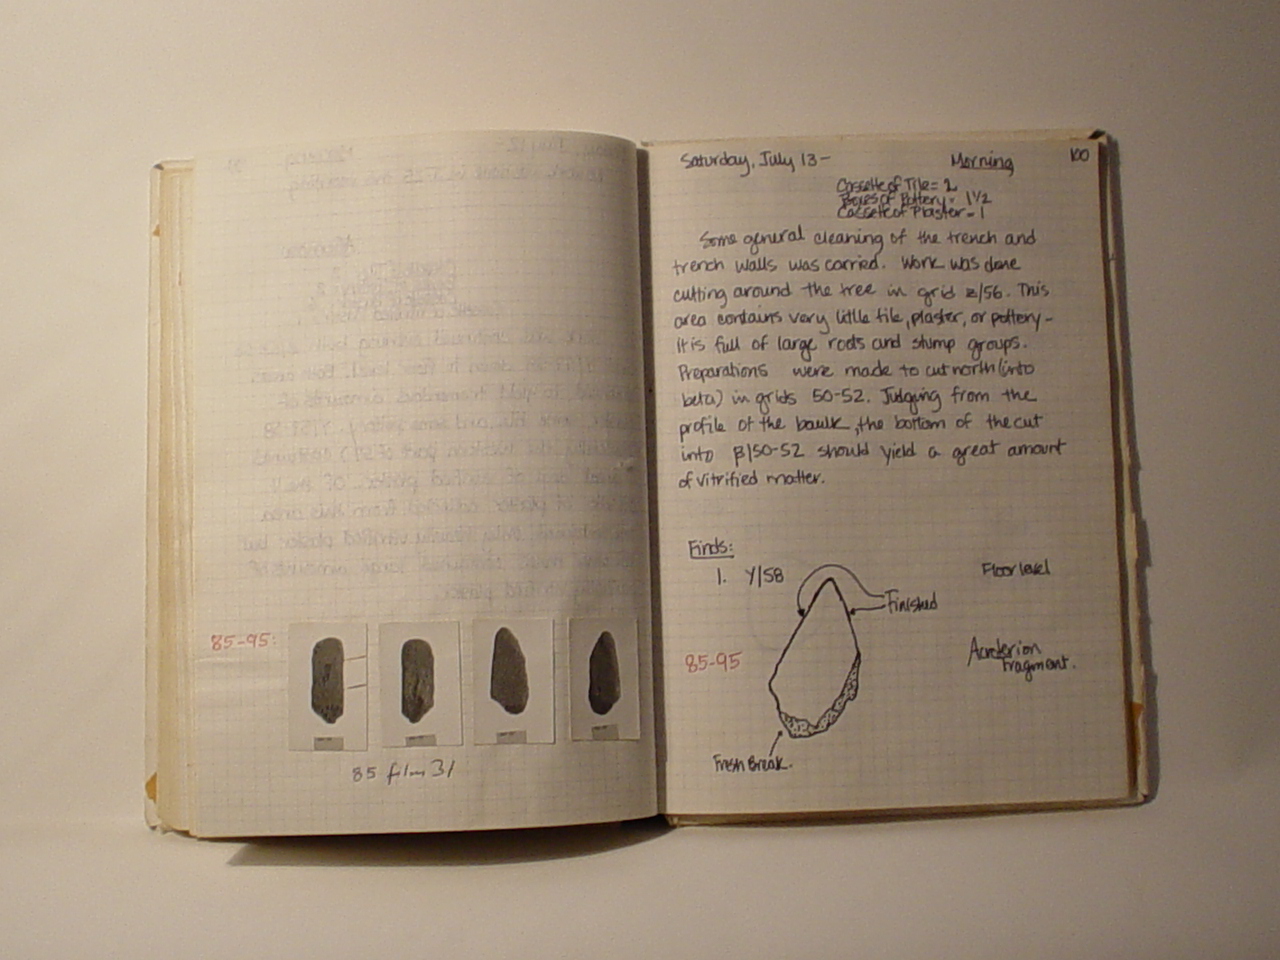 85-95:
85 film 31
Saturday, July 13-
Morning
100
Cassette of Tile = 2
Boxes of Pottery = 1 1/2
Cassette of Plaster = 1
Some general cleaning of the trench and
trench walls was carried. Work was done
cutting around the tree in grid z/56. This
area contains very little tile, plaster, or pottery-
it is full of large roots and stump groups.
Preparations were made to cut north (into
beta) in grids 50-52. Judging from the
profile of the baulk, the bottom of the cut
into β/50-52 should yield a great amount
of vitrified matter.
Finds:
1. Y/58
Floor level
Finished
85-95
fragment.
Fresh Break.